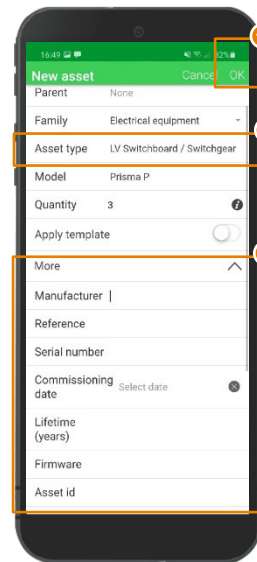 16:49 32%
New asset Cancel OK
Parent None
Family Electrical equipment
Asset type LV Switchboard / Switchgear
Model Prisma P
Quantity 3 i
Apply template
More
Manufacturer
Reference
Serial number
Commissioning
date Select date
Lifetime
(years)
Firmware
Asset id